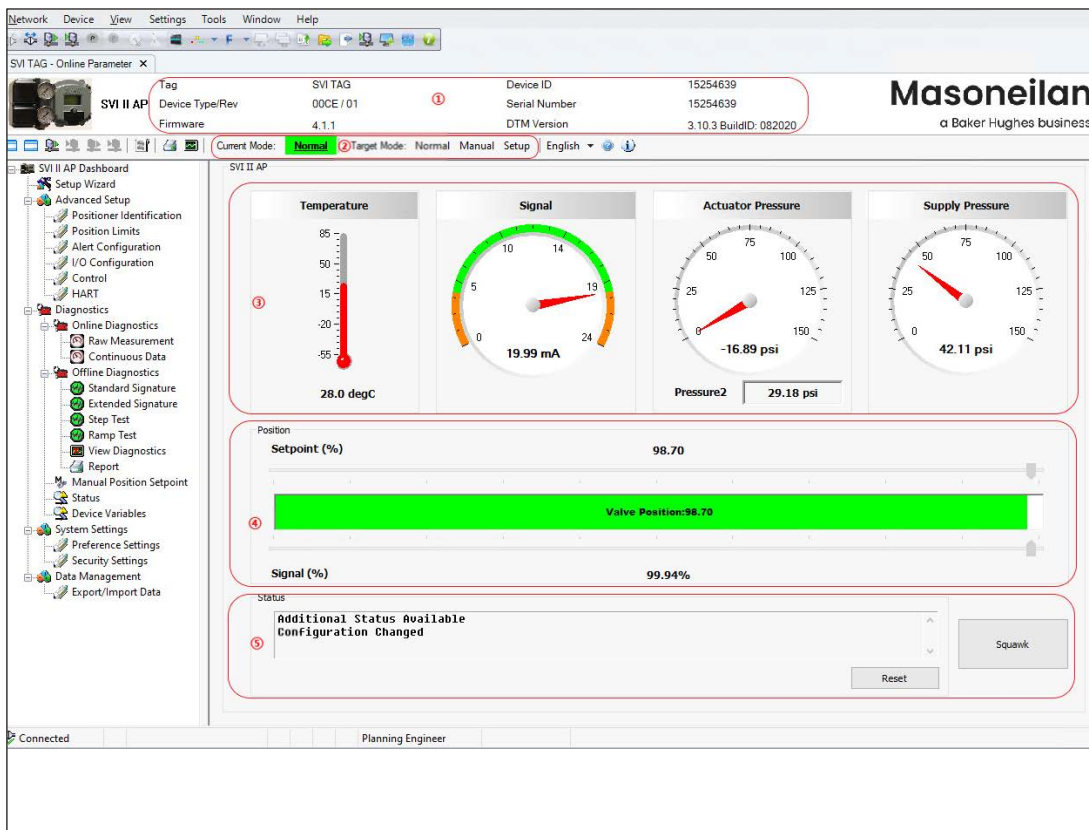 Network Device View Settings Tools Window Help
SVI TAG - Online Parameter X
SVI II AP
Tag SVI TAG Device ID 15254639
Device Type/Rev 00CE / 01 ① Serial Number 15254639
Firmware 4.1.1 DTM Version 3.10.3 BuildID: 082020
Masoneilan
a Baker Hughes business
Current Mode: Normal ② Target Mode: Normal Manual Setup English
SVI II AP Dashboard
Setup Wizard
Advanced Setup
Positioner Identification
Position Limits
Alert Configuration
I/O Configuration
Control
HART
Diagnostics
Online Diagnostics
Raw Measurement
Continuous Data
Offline Diagnostics
Standard Signature
Extended Signature
Step Test
Ramp Test
View Diagnostics
Report
Manual Position Setpoint
Status
Device Variables
System Settings
Preference Settings
Security Settings
Data Management
Export/Import Data
SVI II AP
③
Temperature
85
50
15
-20
-55
28.0 degC
Signal
10 14
5 19
0 24
19.99 mA
Actuator Pressure
75
50 100
25 125
0 150
-16.89 psi
Pressure2 29.18 psi
Supply Pressure
75
50 100
25 125
0 150
42.11 psi
Position
Setpoint (%) 98.70
④ Valve Position:98.70
Signal (%) 99.94%
Status
Additional Status Available
Configuration Changed
⑤
Squawk
Reset
Connected Planning Engineer